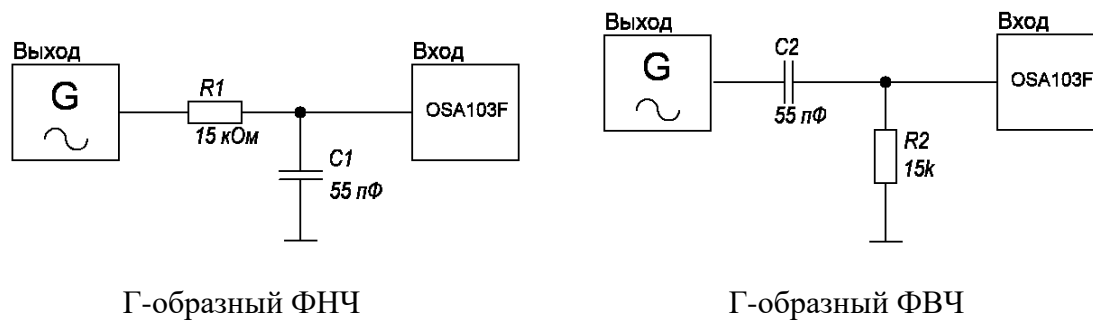 Выход
G
R1
15 кОм
C1
55 пФ
Вход
OSA103F
Г-образный ФНЧ
Выход
G
C2
55 пФ
R2
15k
Вход
OSA103F
Г-образный ФВЧ